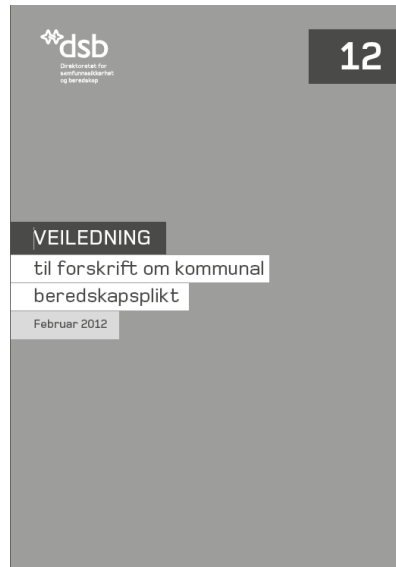 dsb
Direktoratet for
samfunnssikkerhet
og beredskap
12
VEILEDNING
til forskrift om kommunal
beredskapsplikt
Februar 2012